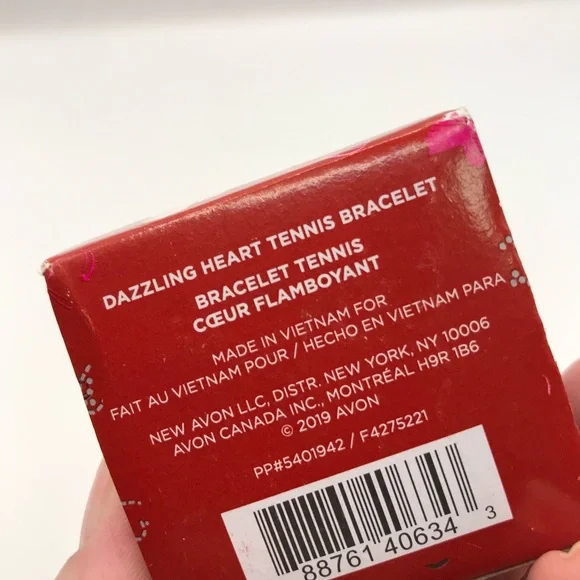 DAZZLING HEART TENNIS BRACELET
BRACELET TENNIS
CŒUR FLAMBOYANT
MADE IN VIETNAM FOR
FAIT AU VIETNAM POUR / HECHO EN VIETNAM PARA
NEW AVON LLC, DISTR. NEW YORK, NY 10006
AVON CANADA INC., MONTRÉAL H9R 1B6
© 2019 AVON
PP#5401942 / F4275221
88761 40634 3